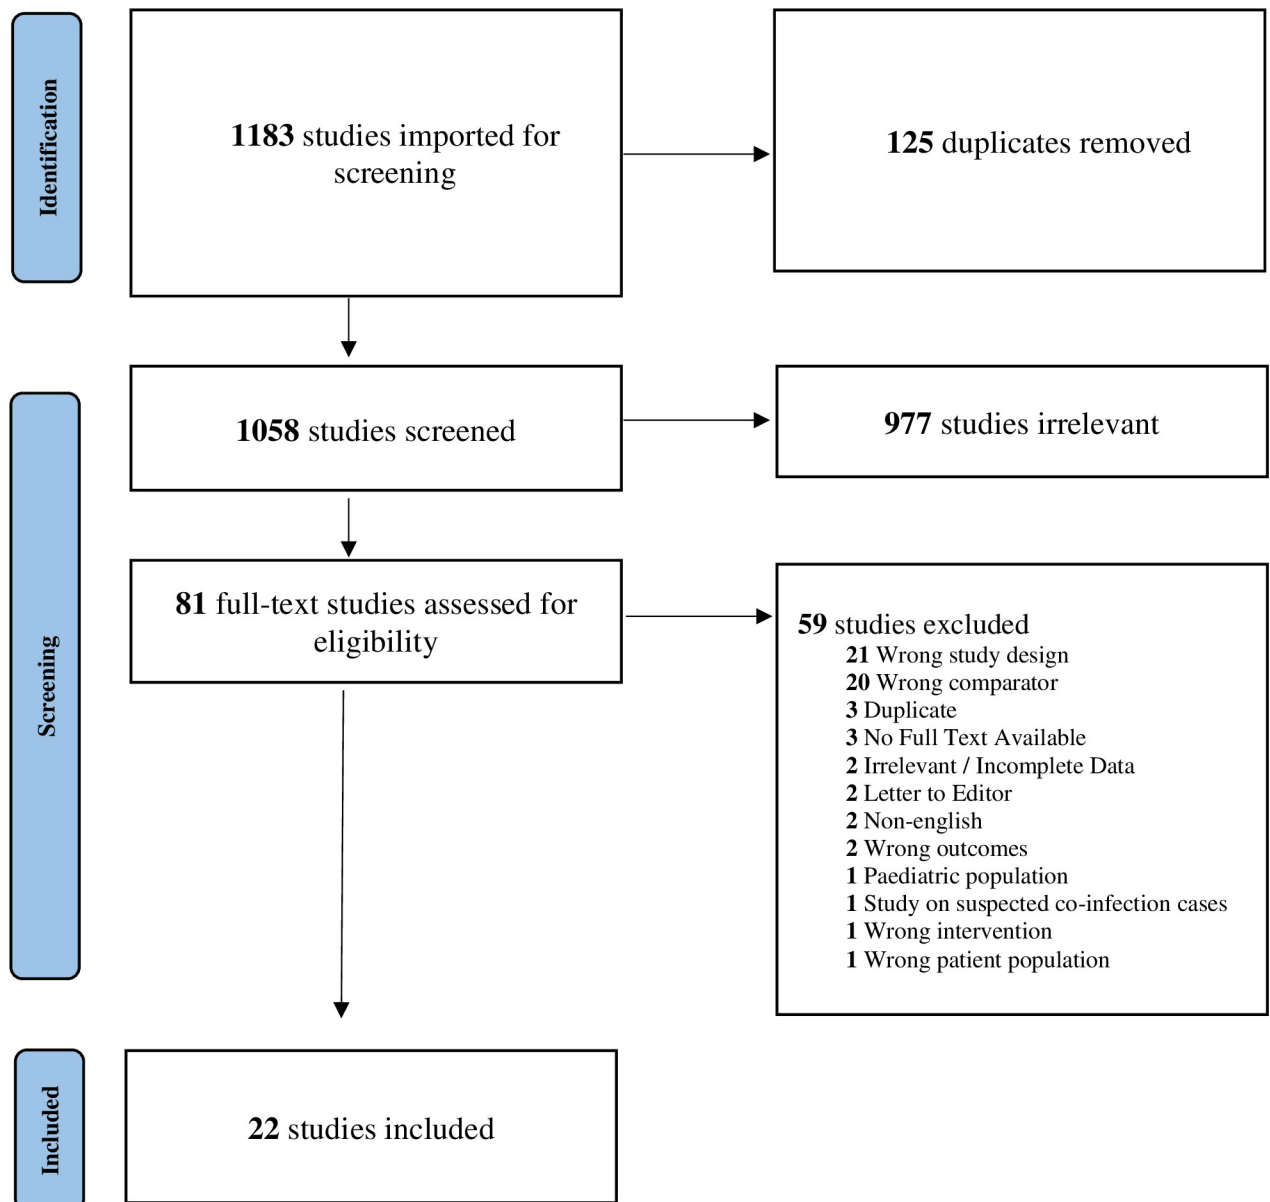 Identification
1183 studies imported for
screening
125 duplicates removed
Screening
1058 studies screened
977 studies irrelevant
81 full-text studies assessed for
eligibility
59 studies excluded
21 Wrong study design
20 Wrong comparator
3 Duplicate
3 No Full Text Available
2 Irrelevant / Incomplete Data
2 Letter to Editor
2 Non-english
2 Wrong outcomes
1 Paediatric population
1 Study on suspected co-infection cases
1 Wrong intervention
1 Wrong patient population
Included
22 studies included